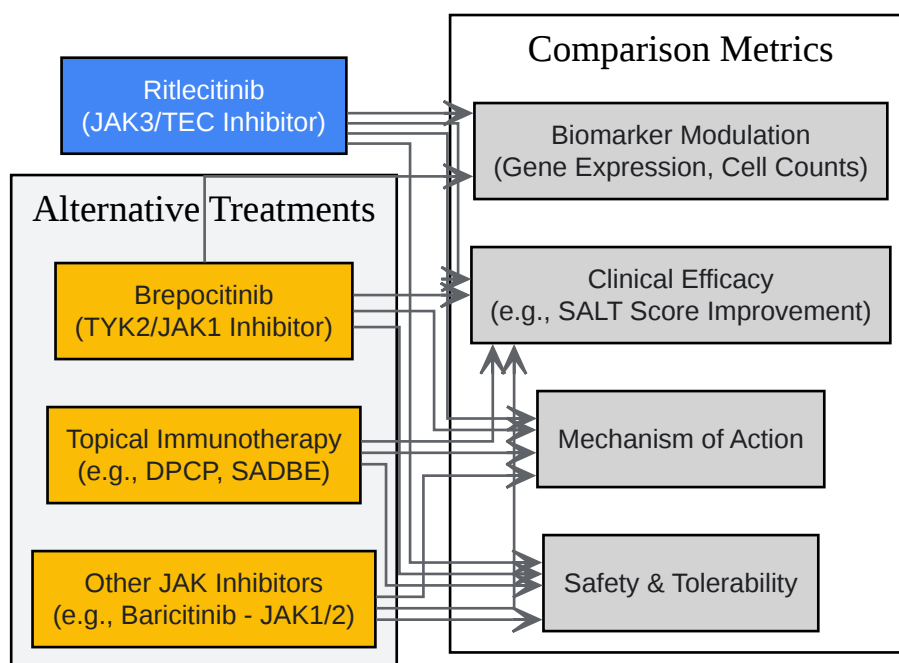 Comparison Metrics
Ritlecitinib
(JAK3/TEC Inhibitor)
Biomarker Modulation
(Gene Expression, Cell Counts)
Alternative Treatments
Brepocitinib
(TYK2/JAK1 Inhibitor)
Clinical Efficacy
(e.g., SALT Score Improvement)
Topical Immunotherapy
(e.g., DPCP, SADBE)
Mechanism of Action
Other JAK Inhibitors
(e.g., Baricitinib - JAK1/2)
Safety & Tolerability